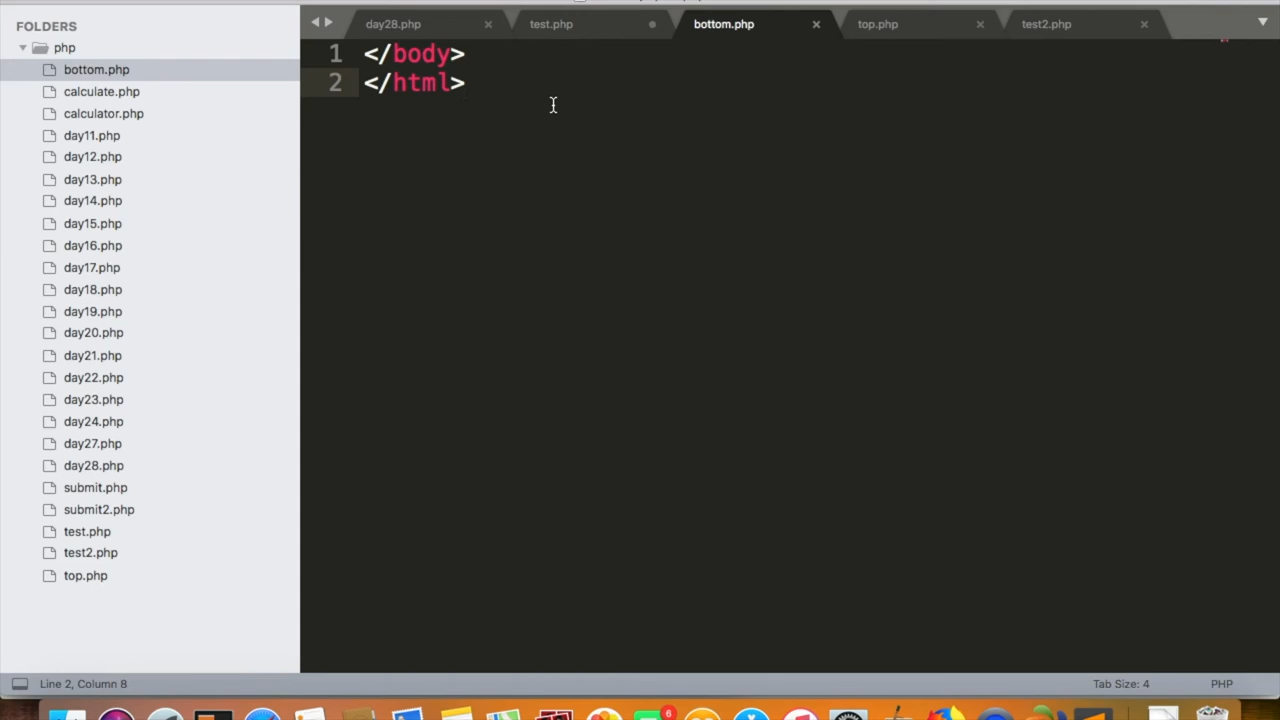 FOLDERS
php
bottom.php
calculate.php
calculator.php
day11.php
day12.php
day13.php
day14.php
day15.php
day16.php
day17.php
day18.php
day19.php
day20.php
day21.php
day22.php
day23.php
day24.php
day27.php
day28.php
submit.php
submit2.php
test.php
test2.php
top.php
day28.php
test.php
bottom.php
top.php
test2.php
1 </body>
2 </html>
Line 2, Column 8
Tab Size: 4
PHP
6